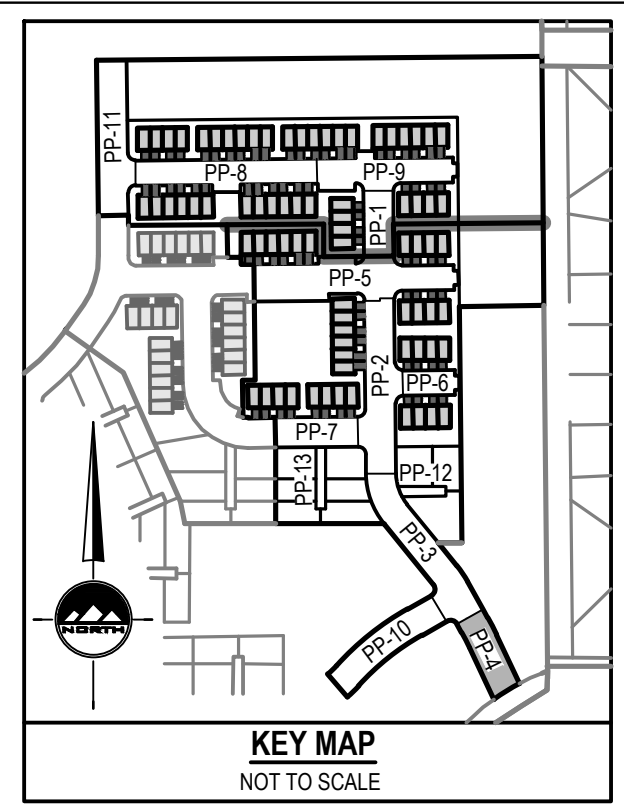 PP-11
PP-8
PP-9
PP-1
PP-5
PP-2
PP-6
PP-7
PP-13
PP-12
PP-3
PP-10
PP-4
NORTH
KEY MAP
NOT TO SCALE